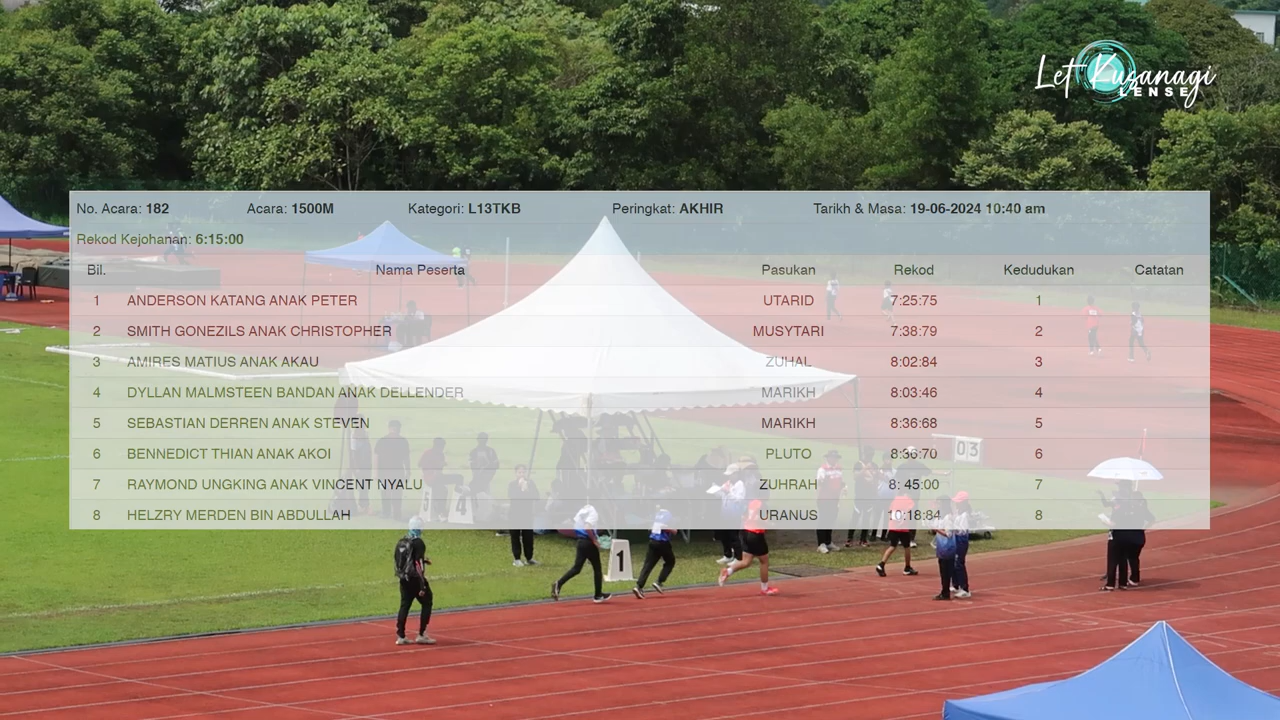 Let Kusanagi
LENSE
No. Acara: 182 Acara: 1500M Kategori: L13TKB Peringkat: AKHIR Tarikh & Masa: 19-06-2024 10:40 am
Rekod Kejohanan: 6:15:00
Bil. Nama Peserta Pasukan Rekod Kedudukan Catatan
1 ANDERSON KATANG ANAK PETER UTARID 7:25:75 1
2 SMITH GONEZILS ANAK CHRISTOPHER MUSYTARI 7:38:79 2
3 AMIRES MATIUS ANAK AKAU ZUHAL 8:02:84 3
4 DYLLAN MALMSTEEN BANDAN ANAK DELLENDER MARIKH 8:03:46 4
5 SEBASTIAN DERREN ANAK STEVEN MARIKH 8:36:68 5
6 BENNEDICT THIAN ANAK AKOI PLUTO 8:36:70 6
7 RAYMOND UNGKING ANAK VINCENT NYALU ZUHRAH 8: 45:00 7
8 HELZRY MERDEN BIN ABDULLAH URANUS 10:18:84 8
03
4
1